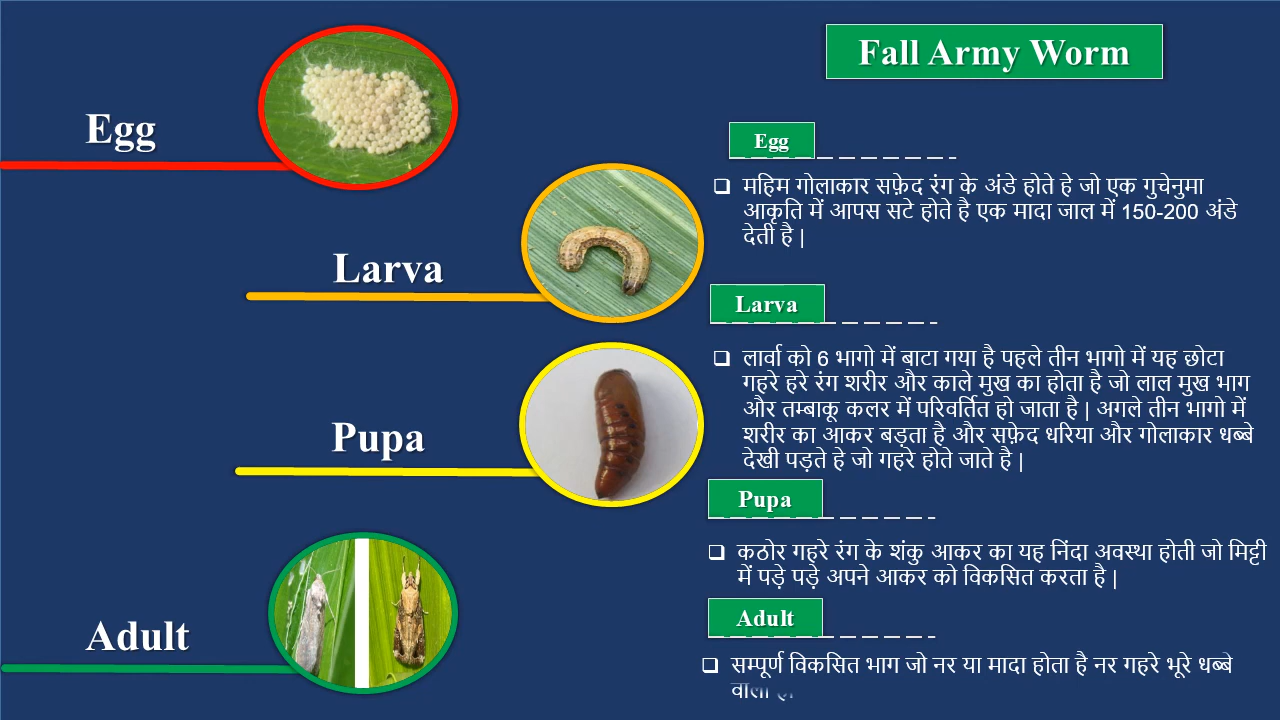 Fall Army Worm
Egg
Larva
Pupa
Adult
Egg
महिम गोलाकार सफ़ेद रंग के अंडे होते हे जो एक गुचेनुमा
आकृति में आपस सटे होते है एक मादा जाल में 150-200 अंडे
देती है |
Larva
लार्वा को 6 भागो में बाटा गया है पहले तीन भागो में यह छोटा
गहरे हरे रंग शरीर और काले मुख का होता है जो लाल मुख भाग
और तम्बाकू कलर में परिवर्तित हो जाता है | अगले तीन भागो में
शरीर का आकर बड़ता है और सफ़ेद धरिया और गोलाकार धब्बे
देखी पड़ते हे जो गहरे होते जाते है |
Pupa
कठोर गहरे रंग के शंकु आकर का यह निंदा अवस्था होती जो मिट्टी
में पड़े पड़े अपने आकर को विकसित करता है |
Adult
सम्पूर्ण विकसित भाग जो नर या मादा होता है नर गहरे भूरे धब्बे
वाला